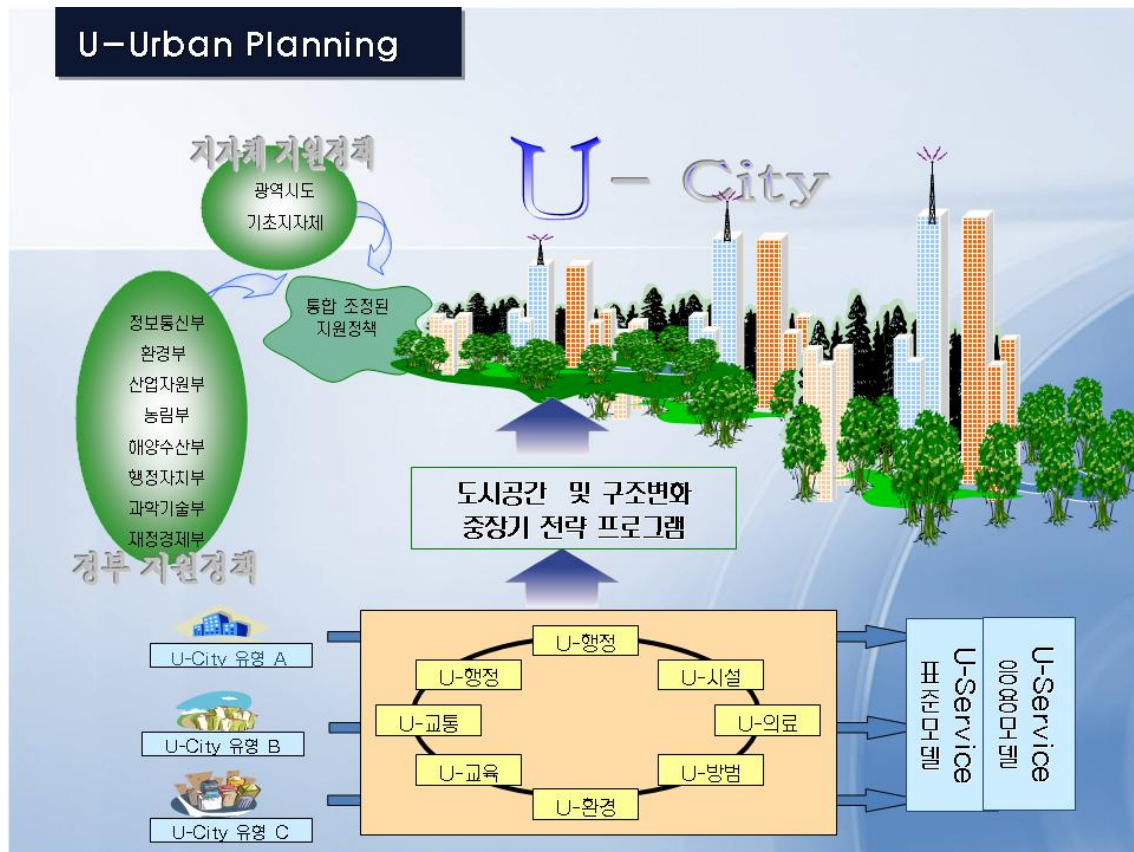 U-Urban Planning
U - City
지자체 지원정책
광역시도
기초지자체
통합 조정된
지원정책
정보통신부
환경부
산업자원부
농림부
해양수산부
행정자치부
과학기술부
재정경제부
정부 지원정책
도시공간 및 구조변화
중장기 전략 프로그램
U-City 유형 A
U-City 유형 B
U-City 유형 C
U-행정
U-행정
U-시설
U-교통
U-의료
U-교육
U-방범
U-환경
U-Service
표준모델
U-Service
응용모델